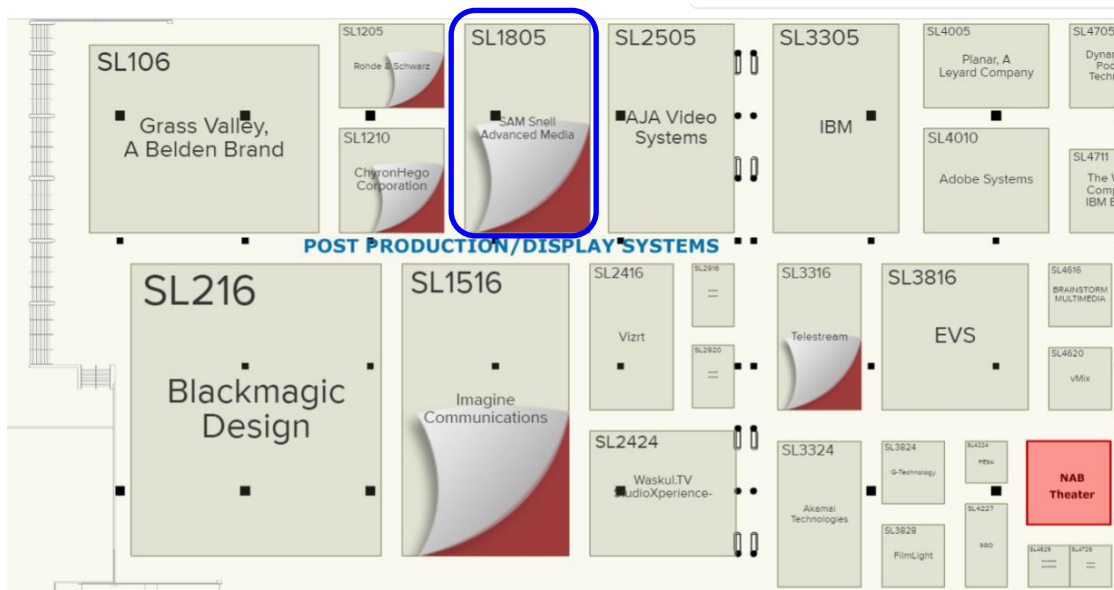 SL106
Grass Valley,
A Belden Brand
SL1205
Rohde & Schwarz
SL1210
ChyronHego
Corporation
SL1805
SAM Snell
Advanced Media
SL2505
AJA Video
Systems
SL3305
IBM
SL4005
Planar, A
Leyard Company
SL4010
Adobe Systems
SL4705
SL4711
POST PRODUCTION/DISPLAY SYSTEMS
SL216
Blackmagic
Design
SL1516
Imagine
Communications
SL2416
Vizrt
SL2916
SL2920
SL2424
Waskul.TV
StudioXperience-
SL3316
Telestream
SL3816
EVS
SL4616
BRAINSTORM
MULTIMEDIA
SL4620
vMix
SL3324
Akamai
Technologies
SL3824
G-Technology
SL3828
FilmLight
SL4224
SL4227
NAB
Theater